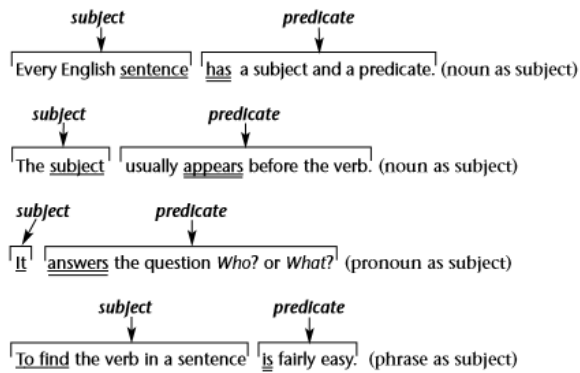 subject predicate
Every English sentence has a subject and a predicate. (noun as subject)
subject predicate
The subject usually appears before the verb. (noun as subject)
subject predicate
It answers the question Who? or What? (pronoun as subject)
subject predicate
To find the verb in a sentence is fairly easy. (phrase as subject)